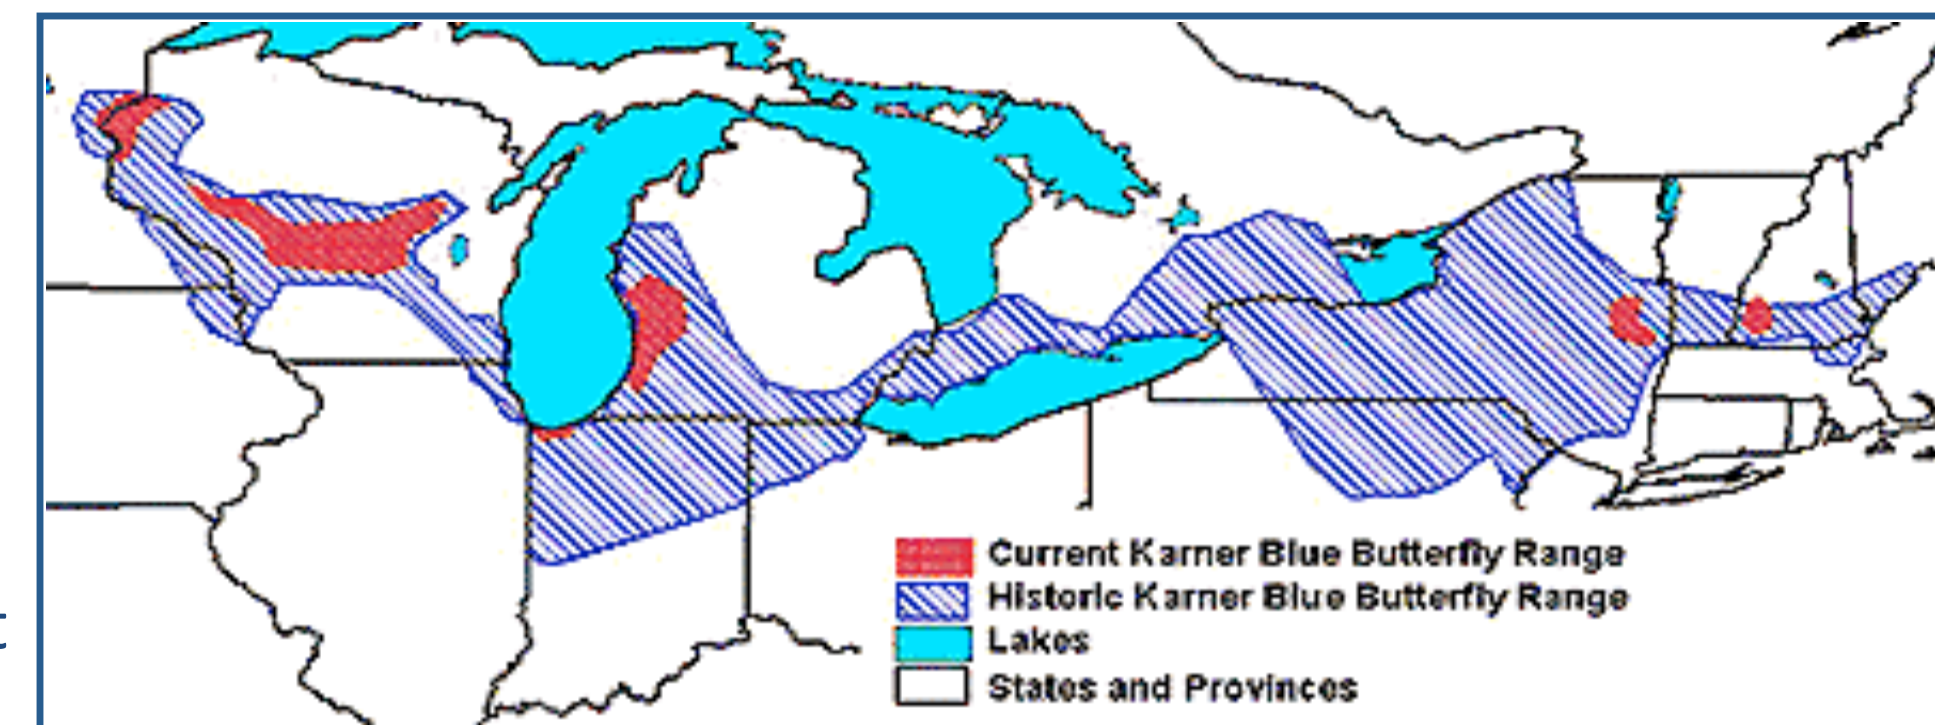 Current Karner Blue Butterfly Range
Historic Karner Blue Butterfly Range
Lakes
States and Provinces
t